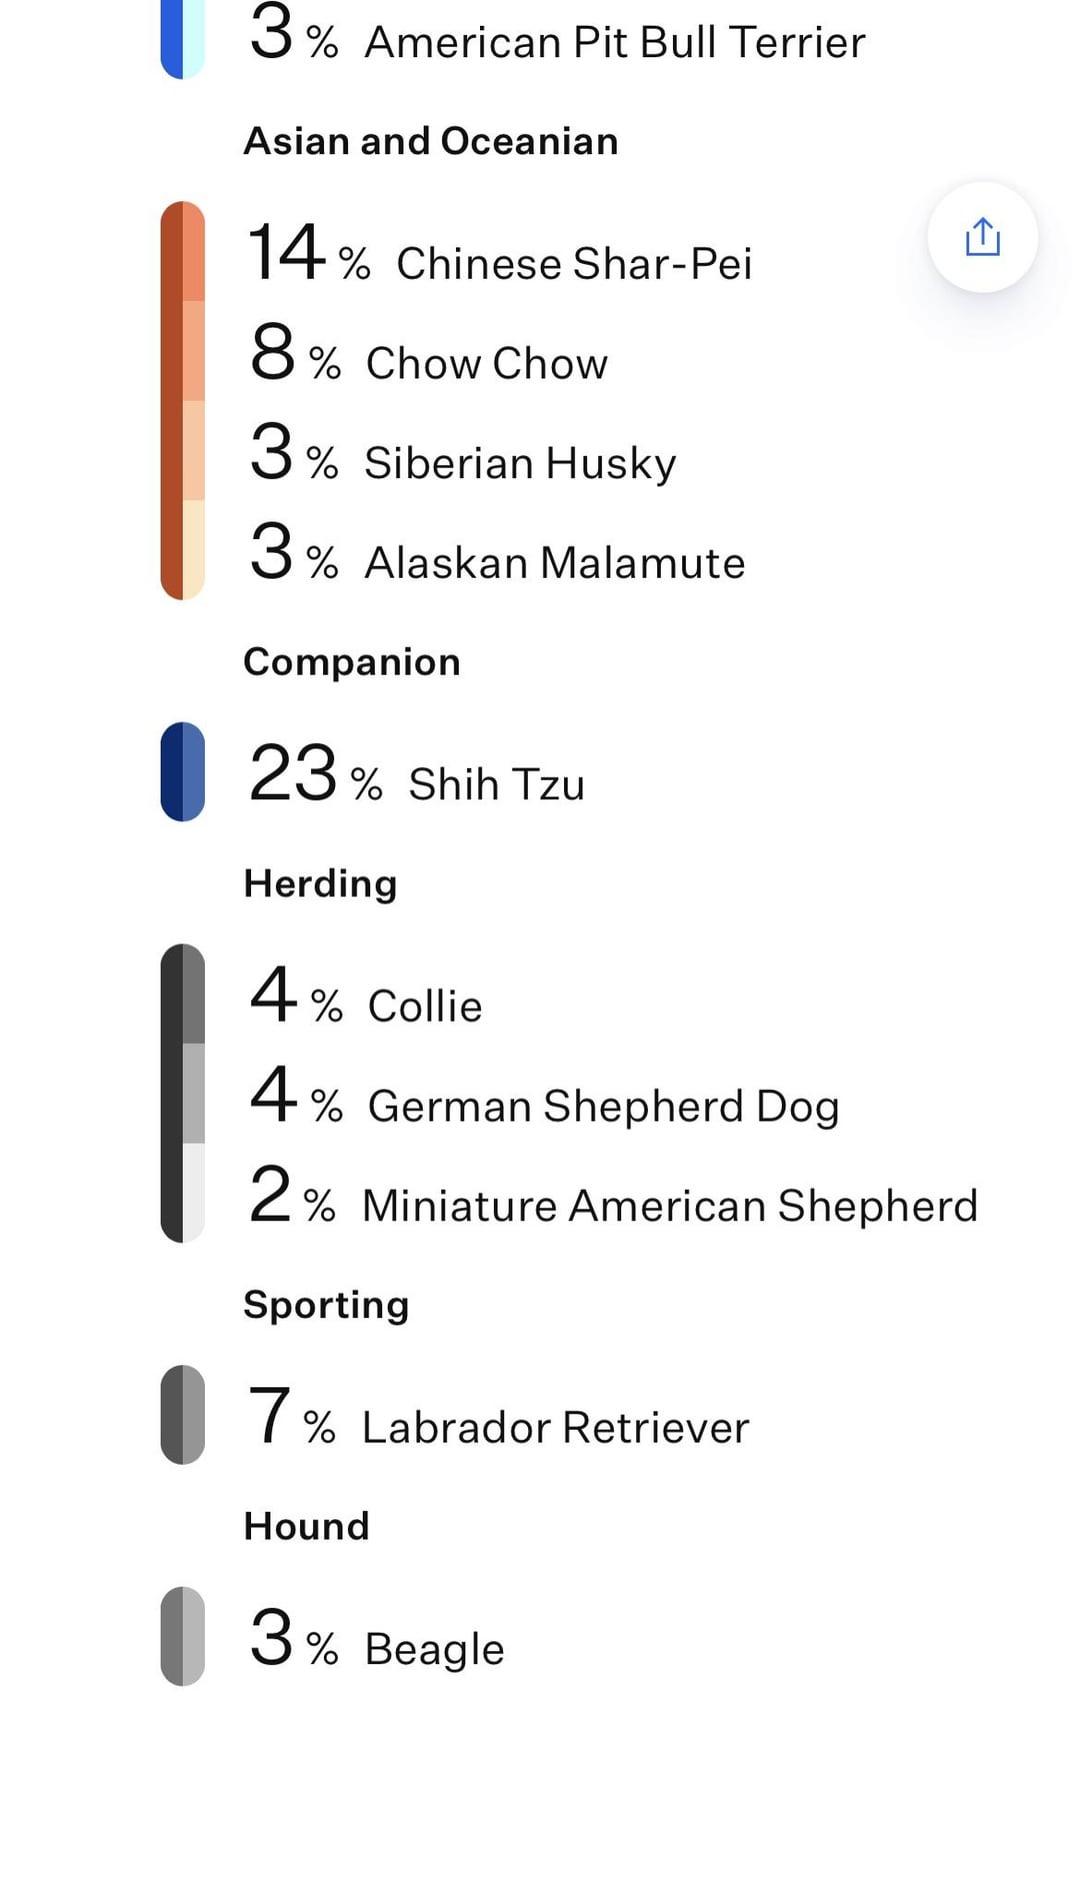 3 % American Pit Bull Terrier
Asian and Oceanian
14 % Chinese Shar-Pei
8 % Chow Chow
3 % Siberian Husky
3 % Alaskan Malamute
Companion
23 % Shih Tzu
Herding
4 % Collie
4 % German Shepherd Dog
2 % Miniature American Shepherd
Sporting
7 % Labrador Retriever
Hound
3 % Beagle